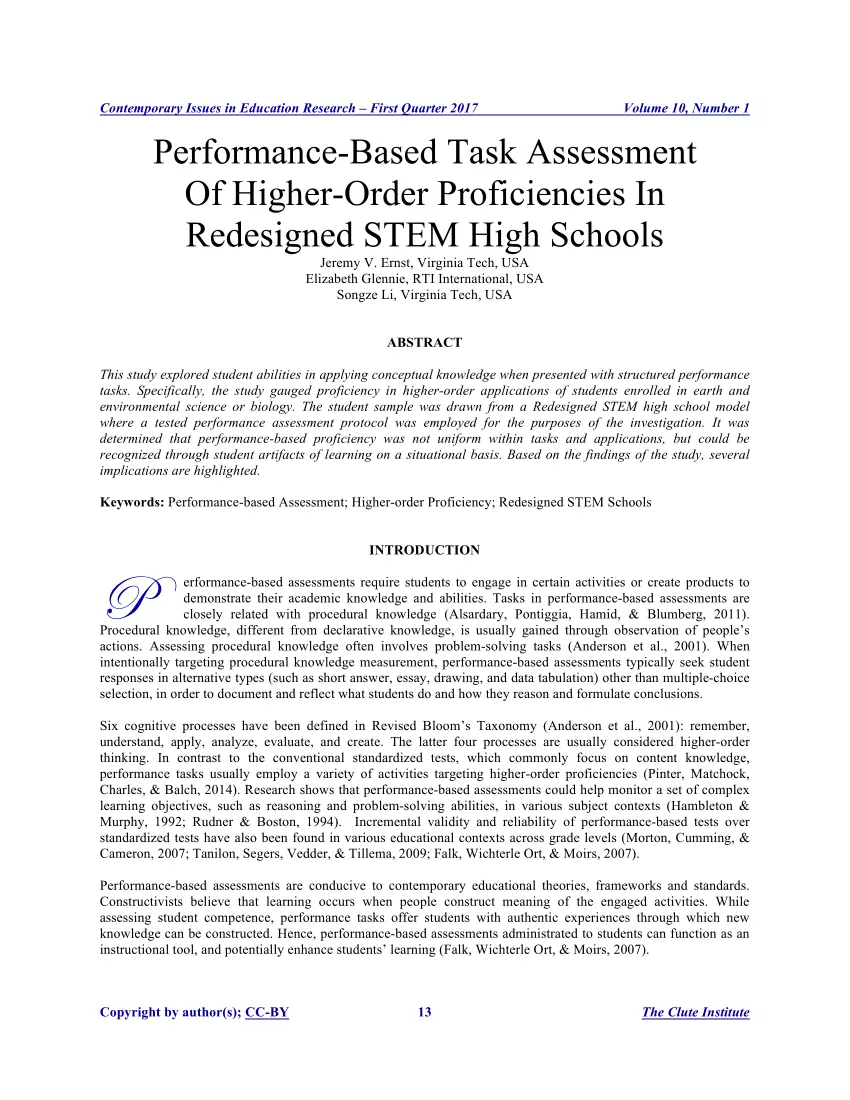 Contemporary Issues in Education Research – First Quarter 2017 Volume 10, Number 1
Performance-Based Task Assessment
Of Higher-Order Proficiencies In
Redesigned STEM High Schools
Jeremy V. Ernst, Virginia Tech, USA
Elizabeth Glennie, RTI International, USA
Songze Li, Virginia Tech, USA
ABSTRACT
This study explored student abilities in applying conceptual knowledge when presented with structured performance
tasks. Specifically, the study gauged proficiency in higher-order applications of students enrolled in earth and
environmental science or biology. The student sample was drawn from a Redesigned STEM high school model
where a tested performance assessment protocol was employed for the purposes of the investigation. It was
determined that performance-based proficiency was not uniform within tasks and applications, but could be
recognized through student artifacts of learning on a situational basis. Based on the findings of the study, several
implications are highlighted.
Keywords: Performance-based Assessment; Higher-order Proficiency; Redesigned STEM Schools
INTRODUCTION
Performance-based assessments require students to engage in certain activities or create products to
demonstrate their academic knowledge and abilities. Tasks in performance-based assessments are
closely related with procedural knowledge (Alsardary, Pontiggia, Hamid, & Blumberg, 2011).
Procedural knowledge, different from declarative knowledge, is usually gained through observation of people's
actions. Assessing procedural knowledge often involves problem-solving tasks (Anderson et al., 2001). When
intentionally targeting procedural knowledge measurement, performance-based assessments typically seek student
responses in alternative types (such as short answer, essay, drawing, and data tabulation) other than multiple-choice
selection, in order to document and reflect what students do and how they reason and formulate conclusions.
Six cognitive processes have been defined in Revised Bloom's Taxonomy (Anderson et al., 2001): remember,
understand, apply, analyze, evaluate, and create. The latter four processes are usually considered higher-order
thinking. In contrast to the conventional standardized tests, which commonly focus on content knowledge,
performance tasks usually employ a variety of activities targeting higher-order proficiencies (Pinter, Matchock,
Charles, & Balch, 2014). Research shows that performance-based assessments could help monitor a set of complex
learning objectives, such as reasoning and problem-solving abilities, in various subject contexts (Hambleton &
Murphy, 1992; Rudner & Boston, 1994). Incremental validity and reliability of performance-based tests over
standardized tests have also been found in various educational contexts across grade levels (Morton, Cumming, &
Cameron, 2007; Tanilon, Segers, Vedder, & Tillema, 2009; Falk, Wichterle Ort, & Moirs, 2007).
Performance-based assessments are conducive to contemporary educational theories, frameworks and standards.
Constructivists believe that learning occurs when people construct meaning of the engaged activities. While
assessing student competence, performance tasks offer students with authentic experiences through which new
knowledge can be constructed. Hence, performance-based assessments administrated to students can function as an
instructional tool, and potentially enhance students' learning (Falk, Wichterle Ort, & Moirs, 2007).
Copyright by author(s); CC-BY 13 The Clute Institute